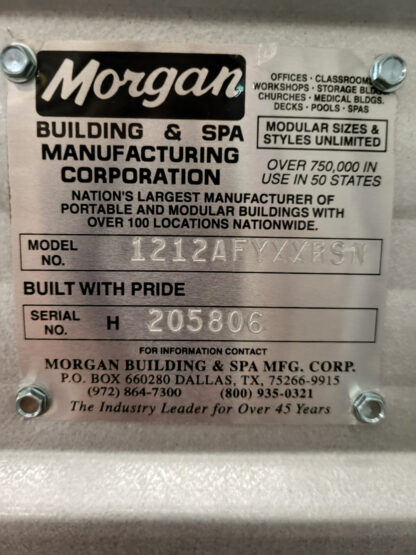 Morgan
OFFICES · CLASSROOMS
WORKSHOPS · STORAGE BLDGS.
CHURCHES · MEDICAL BLDGS.
DECKS · POOLS · SPAS
BUILDING & SPA
MANUFACTURING
CORPORATION
MODULAR SIZES &
STYLES UNLIMITED
OVER 750,000 IN
USE IN 50 STATES
NATION'S LARGEST MANUFACTURER OF
PORTABLE AND MODULAR BUILDINGS WITH
OVER 100 LOCATIONS NATIONWIDE.
MODEL
NO.
1212AFYXXRSN
BUILT WITH PRIDE
SERIAL
NO.
H 205806
FOR INFORMATION CONTACT
MORGAN BUILDING & SPA MFG. CORP.
P.O. BOX 660280 DALLAS, TX, 75266-9915
(972) 864-7300 (800) 935-0321
The Industry Leader for Over 45 Years